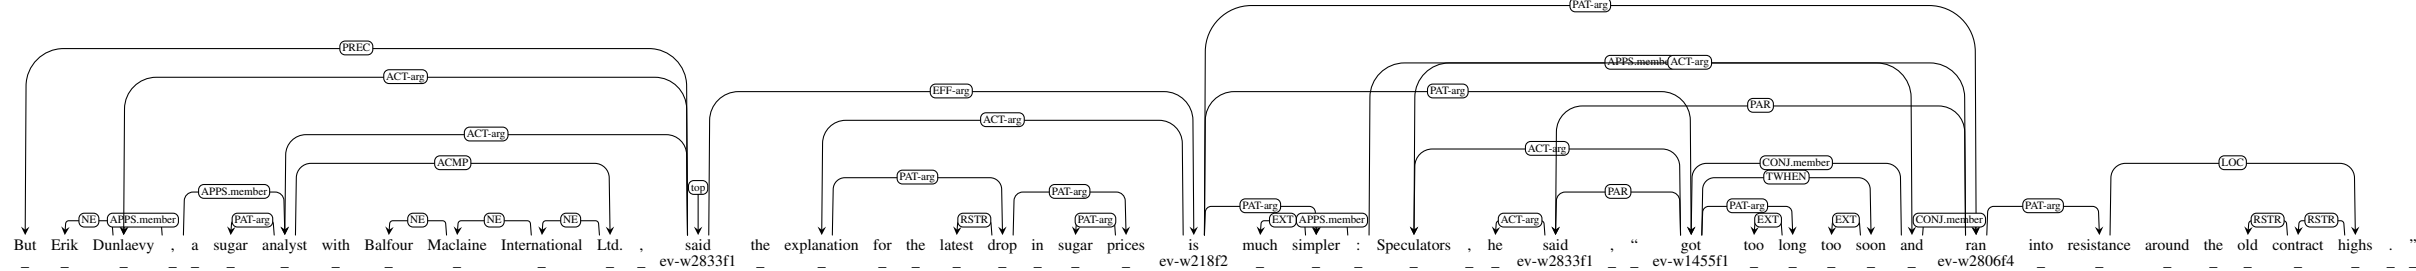 PAT-arg
PREC
APPS.membe ACT-arg
ACT-arg
EFF-arg PAT-arg
PAR
ACT-arg
ACT-arg
ACT-arg
ACMP CONJ.member LOC
PAT-arg TWHEN
top
APPS.member PAT-arg PAR
PAT-arg PAT-arg PAT-arg
NE APPS.member PAT-arg NE NE NE RSTR PAT-arg EXT APPS.member ACT-arg EXT EXT CONJ.member RSTR RSTR
But Erik Dunlaevy , a sugar analyst with Balfour Maclaine International Ltd. , said the explanation for the latest drop in sugar prices is much simpler : Speculators , he said , “ got too long too soon and ran into resistance around the old contract highs . ”
ev-w2833f1 ev-w218f2 ev-w2833f1 ev-w1455f1 ev-w2806f4
_ _ _ _ _ _ _ _ _ _ _ _ _ _ _ _ _ _ _ _ _ _ _ _ _ _ _ _ _ _ _ _ _ _ _ _ _ _ _ _ _ _ _ _